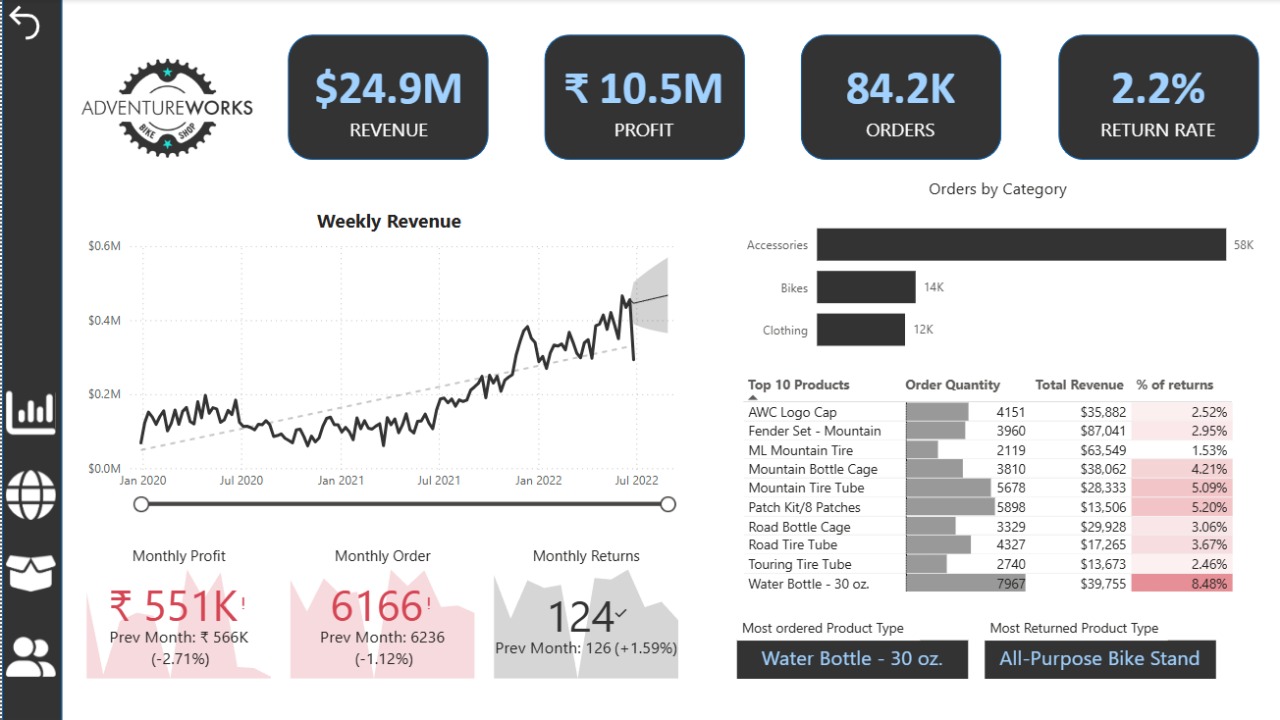 ADVENTUREWORKS
BIKE SHOP
$24.9M
REVENUE
₹ 10.5M
PROFIT
84.2K
ORDERS
2.2%
RETURN RATE
Weekly Revenue
$0.6M
$0.4M
$0.2M
$0.0M
Jan 2020 Jul 2020 Jan 2021 Jul 2021 Jan 2022 Jul 2022
Orders by Category
Accessories 58K
Bikes 14K
Clothing 12K
Top 10 Products Order Quantity Total Revenue % of returns
AWC Logo Cap 4151 $35,882 2.52%
Fender Set - Mountain 3960 $87,041 2.95%
ML Mountain Tire 2119 $63,549 1.53%
Mountain Bottle Cage 3810 $38,062 4.21%
Mountain Tire Tube 5678 $28,333 5.09%
Patch Kit/8 Patches 5898 $13,506 5.20%
Road Bottle Cage 3329 $29,928 3.06%
Road Tire Tube 4327 $17,265 3.67%
Touring Tire Tube 2740 $13,673 2.46%
Water Bottle - 30 oz. 7967 $39,755 8.48%
Monthly Profit
₹ 551K!
Prev Month: ₹ 566K
(-2.71%)
Monthly Order
6166!
Prev Month: 6236
(-1.12%)
Monthly Returns
124✓
Prev Month: 126 (+1.59%)
Most ordered Product Type
Water Bottle - 30 oz.
Most Returned Product Type
All-Purpose Bike Stand